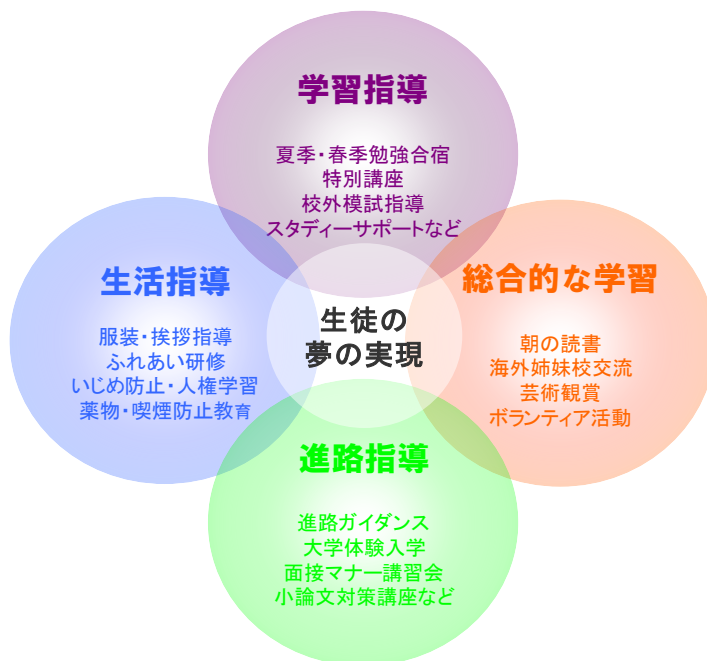 学習指導
夏季・春季勉強合宿
特別講座
校外模試指導
スタディーサポートなど
生活指導
服装・挨拶指導
ふれあい研修
いじめ防止・人権学習
薬物・喫煙防止教育
生徒の
夢の実現
総合的な学習
朝の読書
海外姉妹校交流
芸術観賞
ボランティア活動
進路指導
進路ガイダンス
大学体験入学
面接マナー講習会
小論文対策講座など